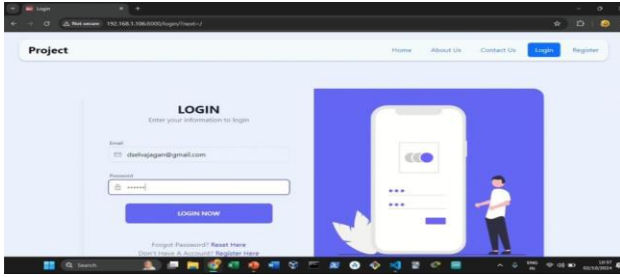 Login
Not secure 192.168.1.106:8000/login/?next=/
Project
Home About Us Contact Us Login Register
LOGIN
Enter your information to login
Email
dselvajagan@gmail.com
Password
LOGIN NOW
Forgot Password? Reset Here
Don't Have A Account? Register Here
Search
ENG
IN